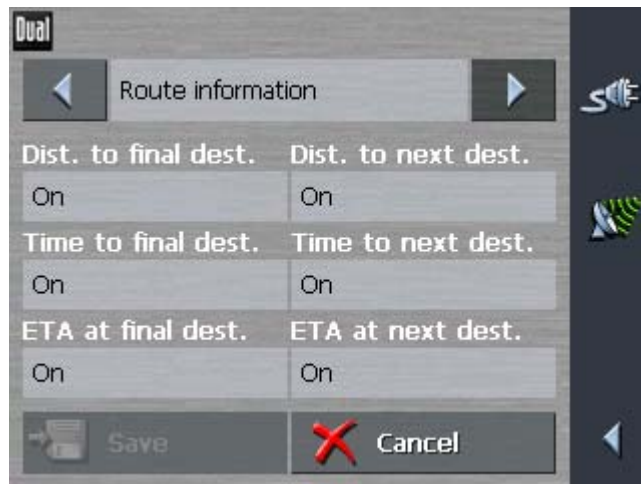 Dual
Route information
Dist. to final dest. Dist. to next dest.
On On
Time to final dest. Time to next dest.
On On
ETA at final dest. ETA at next dest.
On On
Save Cancel